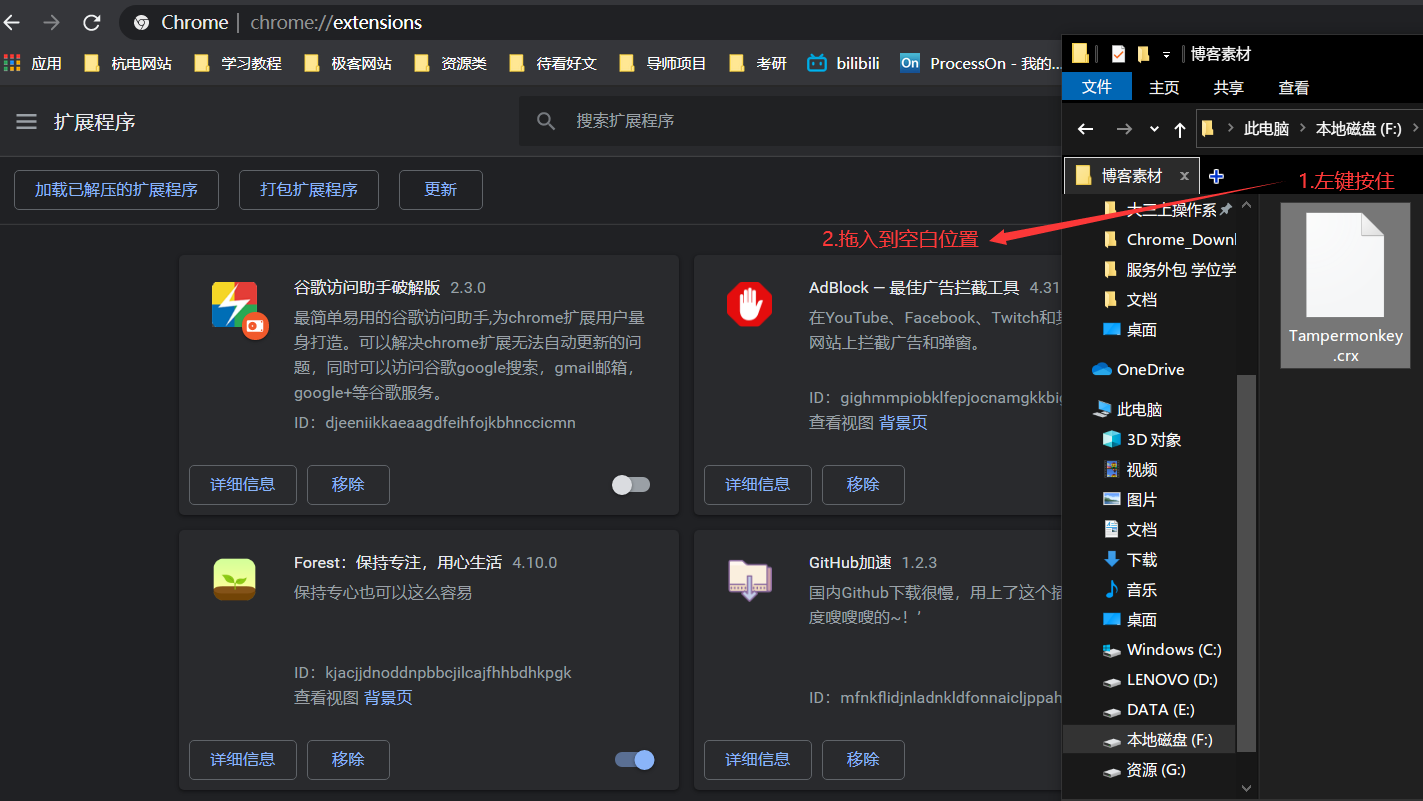 Chrome | chrome://extensions
应用
杭电网站
学习教程
极客网站
资源类
待看好文
导师项目
考研
bilibili
On
ProcessOn - 我的...
扩展程序
搜索扩展程序
加载已解压的扩展程序
打包扩展程序
更新
2.拖入到空白位置
谷歌访问助手破解版 2.3.0
最简单易用的谷歌访问助手,为chrome扩展用户量
身打造。可以解决chrome扩展无法自动更新的问
题，同时可以访问谷歌google搜索，gmail邮箱，
google+等谷歌服务。
ID：djeeniikkaeaagdfeihfojkbhnccicmn
详细信息
移除
AdBlock — 最佳广告拦截工具 4.31
在YouTube、Facebook、Twitch和其
网站上拦截广告和弹窗。
ID：gighmmpiobklfepjocnamgkkbig
查看视图 背景页
详细信息
移除
Forest：保持专注，用心生活 4.10.0
保持专心也可以这么容易
ID：kjacjjdnoddnpbbcjilcajfhhbdhkpgk
查看视图 背景页
详细信息
移除
GitHub加速 1.2.3
国内Github下载很慢，用上了这个插
度嗖嗖嗖的~！'
ID：mfnkflidjnladnkldfonnaicljppah
详细信息
移除
博客素材
文件
主页
共享
查看
此电脑
本地磁盘 (F:)
博客素材
1.左键按住
大三上操作系
Chrome_Downl
服务外包 学位学
文档
桌面
OneDrive
此电脑
3D 对象
视频
图片
文档
下载
音乐
桌面
Windows (C:)
LENOVO (D:)
DATA (E:)
本地磁盘 (F:)
资源 (G:)
Tampermonkey
.crx